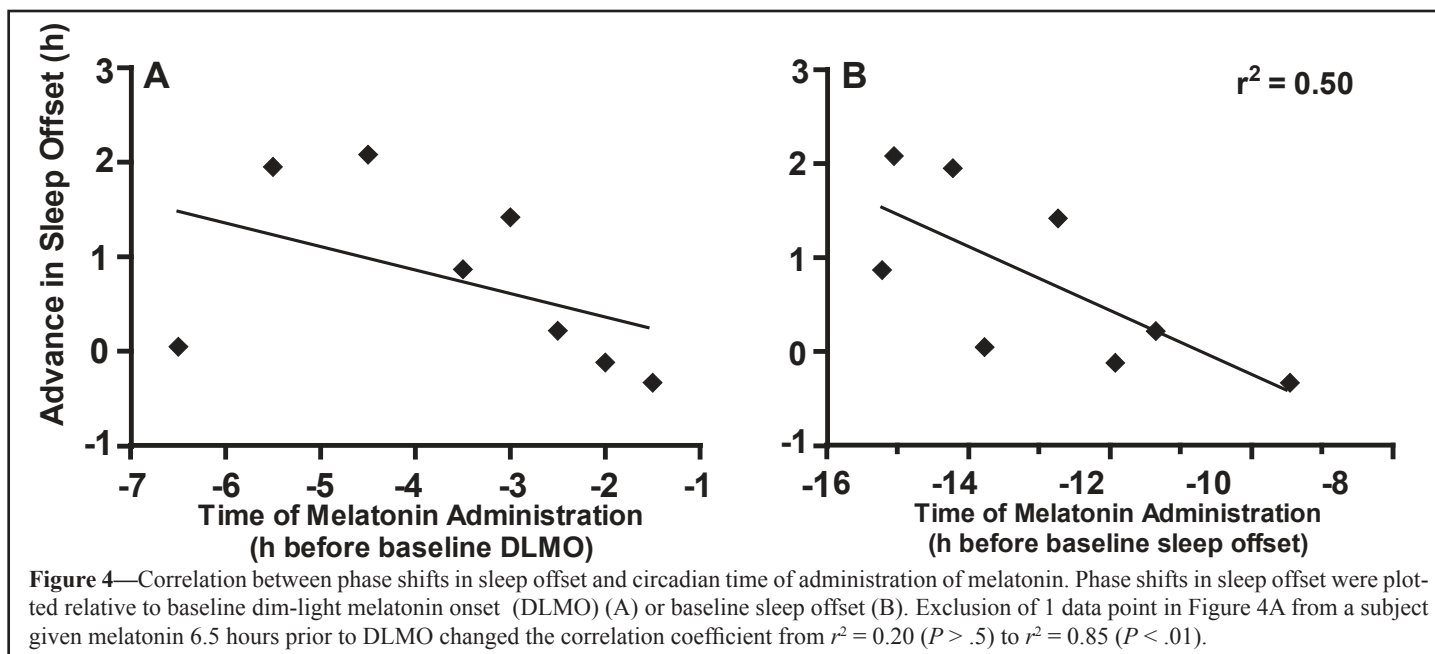 A
3
2
1
0
-1
Advance in Sleep Offset (h)
-7 -6 -5 -4 -3 -2 -1
Time of Melatonin Administration
(h before baseline DLMO)
B
r² = 0.50
3
2
1
0
-1
-16 -14 -12 -10 -8
Time of Melatonin Administration
(h before baseline sleep offset)
Figure 4—Correlation between phase shifts in sleep offset and circadian time of administration of melatonin. Phase shifts in sleep offset were plot-
ted relative to baseline dim-light melatonin onset (DLMO) (A) or baseline sleep offset (B). Exclusion of 1 data point in Figure 4A from a subject
given melatonin 6.5 hours prior to DLMO changed the correlation coefficient from r² = 0.20 (P > .5) to r² = 0.85 (P < .01).